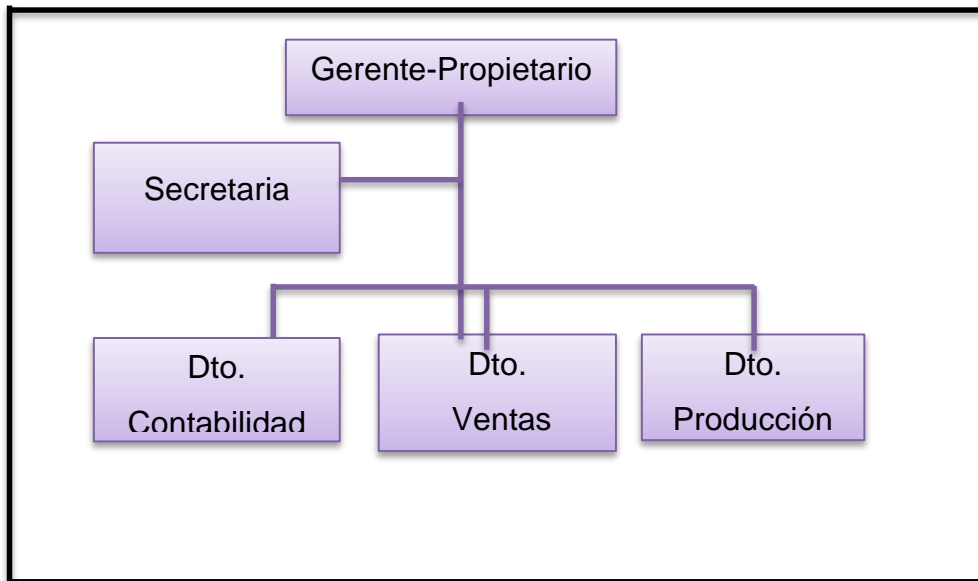 Gerente-Propietario
Secretaria
Dto.
Contabilidad
Dto.
Ventas
Dto.
Producción